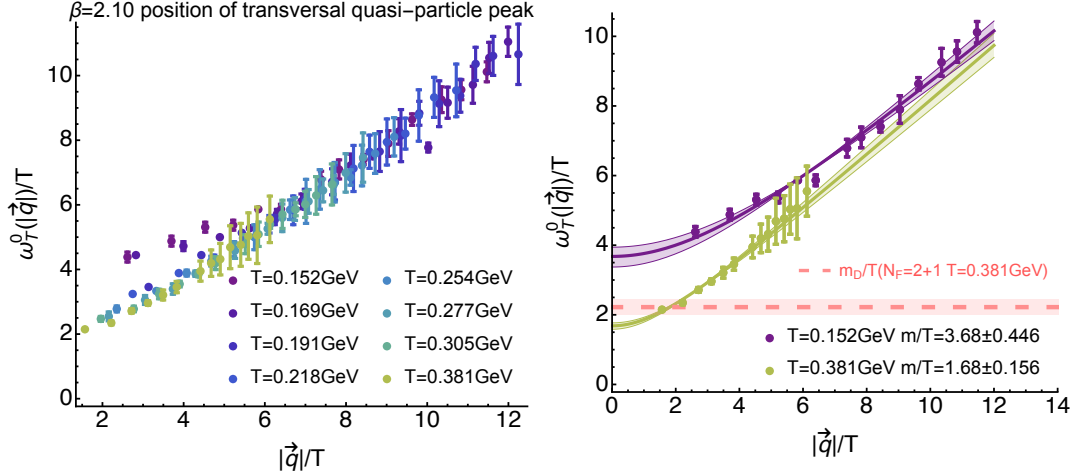 β=2.10 position of transversal quasi−particle peak
ω⁰_T(|q⃗|)/T
10
8
6
4
2
0
T=0.152GeV
T=0.169GeV
T=0.191GeV
T=0.218GeV
T=0.254GeV
T=0.277GeV
T=0.305GeV
T=0.381GeV
2 4 6 8 10 12
|q⃗|/T
ω⁰_T(|q⃗|)/T
10
8
6
4
2
0
m_D/T(N_F=2+1 T=0.381GeV)
T=0.152GeV m/T=3.68±0.446
T=0.381GeV m/T=1.68±0.156
0 2 4 6 8 10 12 14
|q⃗|/T